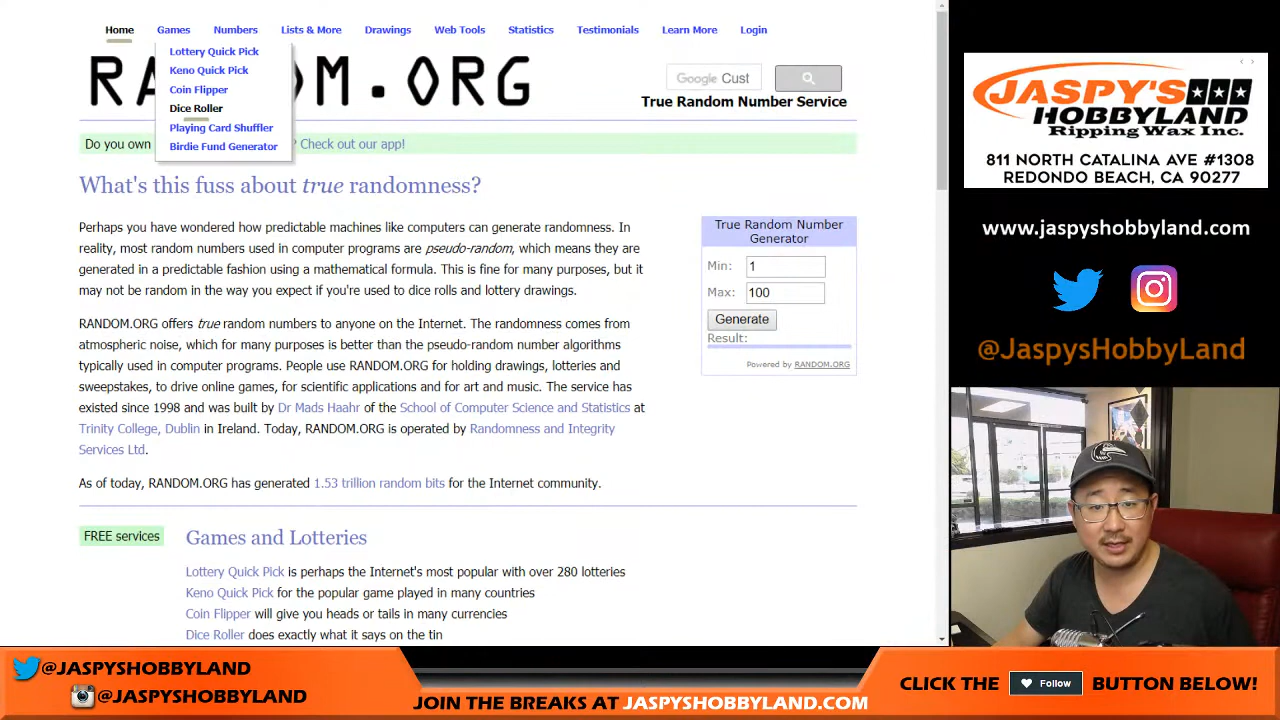 Home Games Numbers Lists & More Drawings Web Tools Statistics Testimonials Learn More Login
Lottery Quick Pick
Keno Quick Pick
Coin Flipper
Dice Roller
Playing Card Shuffler
Birdie Fund Generator
Google Cust
True Random Number Service
Do you own ? Check out our app!
What's this fuss about true randomness?
Perhaps you have wondered how predictable machines like computers can generate randomness. In
reality, most random numbers used in computer programs are pseudo-random, which means they are
generated in a predictable fashion using a mathematical formula. This is fine for many purposes, but it
may not be random in the way you expect if you're used to dice rolls and lottery drawings.
RANDOM.ORG offers true random numbers to anyone on the Internet. The randomness comes from
atmospheric noise, which for many purposes is better than the pseudo-random number algorithms
typically used in computer programs. People use RANDOM.ORG for holding drawings, lotteries and
sweepstakes, to drive online games, for scientific applications and for art and music. The service has
existed since 1998 and was built by Dr Mads Haahr of the School of Computer Science and Statistics at
Trinity College, Dublin in Ireland. Today, RANDOM.ORG is operated by Randomness and Integrity
Services Ltd.
As of today, RANDOM.ORG has generated 1.53 trillion random bits for the Internet community.
True Random Number
Generator
Min: 1
Max: 100
Generate
Result:
Powered by RANDOM.ORG
FREE services
Games and Lotteries
Lottery Quick Pick is perhaps the Internet's most popular with over 280 lotteries
Keno Quick Pick for the popular game played in many countries
Coin Flipper will give you heads or tails in many currencies
Dice Roller does exactly what it says on the tin
JASPY'S
HOBBYLAND
Ripping Wax Inc.
811 NORTH CATALINA AVE #1308
REDONDO BEACH, CA 90277
www.jaspyshobbyland.com
@JaspysHobbyLand
@JASPYSHOBBYLAND
@JASPYSHOBBYLAND
JOIN THE BREAKS AT JASPYSHOBBYLAND.COM
CLICK THE Follow BUTTON BELOW!